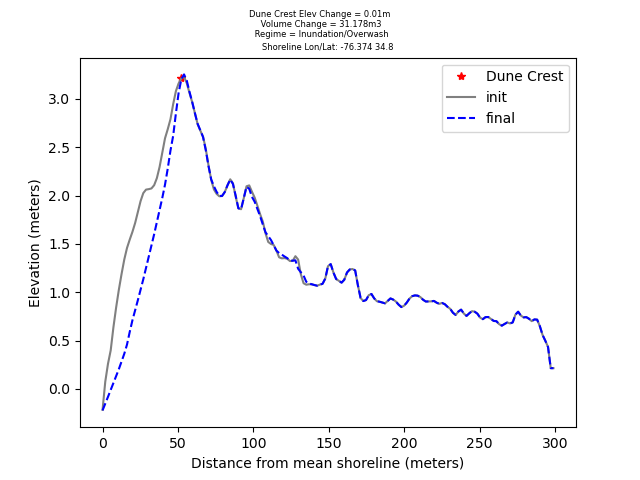 Dune Crest Elev Change = 0.01m
Volume Change = 31.178m3
Regime = Inundation/Overwash
Shoreline Lon/Lat: -76.374 34.8
Dune Crest
init
final
Elevation (meters)
3.0
2.5
2.0
1.5
1.0
0.5
0.0
0 50 100 150 200 250 300
Distance from mean shoreline (meters)